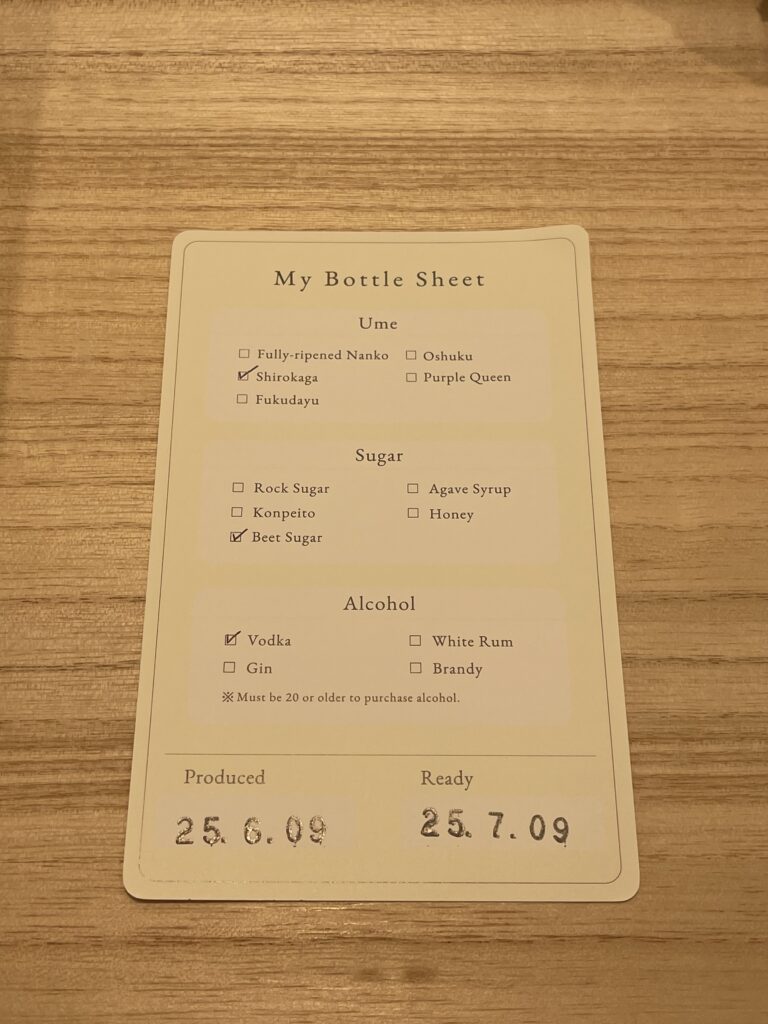 My Bottle Sheet
Ume
☐ Fully-ripened Nanko ☐ Oshuku
☑ Shirokaga ☐ Purple Queen
☐ Fukudayu
Sugar
☐ Rock Sugar ☐ Agave Syrup
☐ Konpeito ☐ Honey
☑ Beet Sugar
Alcohol
☑ Vodka ☐ White Rum
☐ Gin ☐ Brandy
※ Must be 20 or older to purchase alcohol.
Produced Ready
25. 6. 09 25. 7. 09